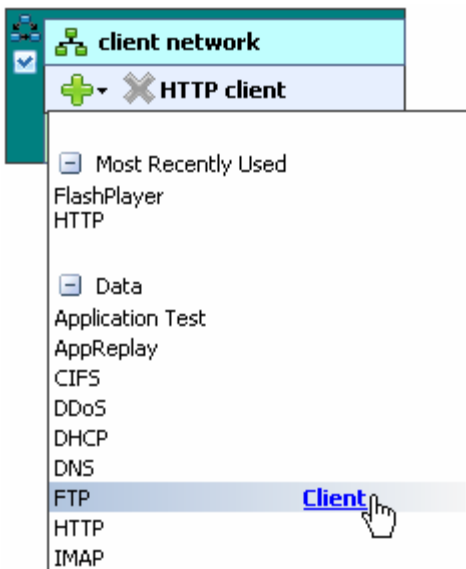 client network
HTTP client
Most Recently Used
FlashPlayer
HTTP
Data
Application Test
AppReplay
CIFS
DDoS
DHCP
DNS
FTP Client
HTTP
IMAP